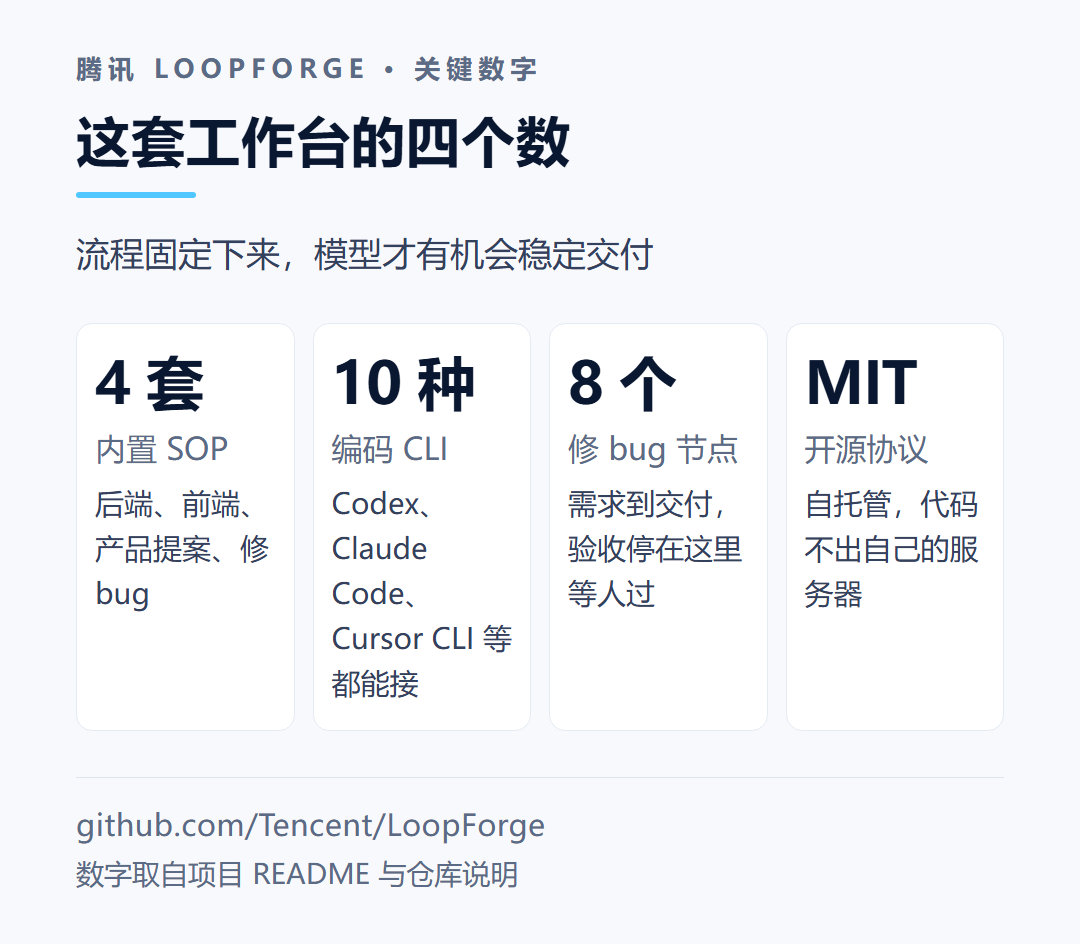 腾讯 LOOPFORGE · 关键数字
这套工作台的四个数
流程固定下来，模型才有机会稳定交付
4 套
内置 SOP
后端、前端、
产品提案、修
bug
10 种
编码 CLI
Codex、
Claude
Code、
Cursor CLI 等
都能接
8 个
修 bug 节点
需求到交付，
验收停在这里
等人过
MIT
开源协议
自托管，代码
不出自己的服
务器
github.com/Tencent/LoopForge
数字取自项目 README 与仓库说明